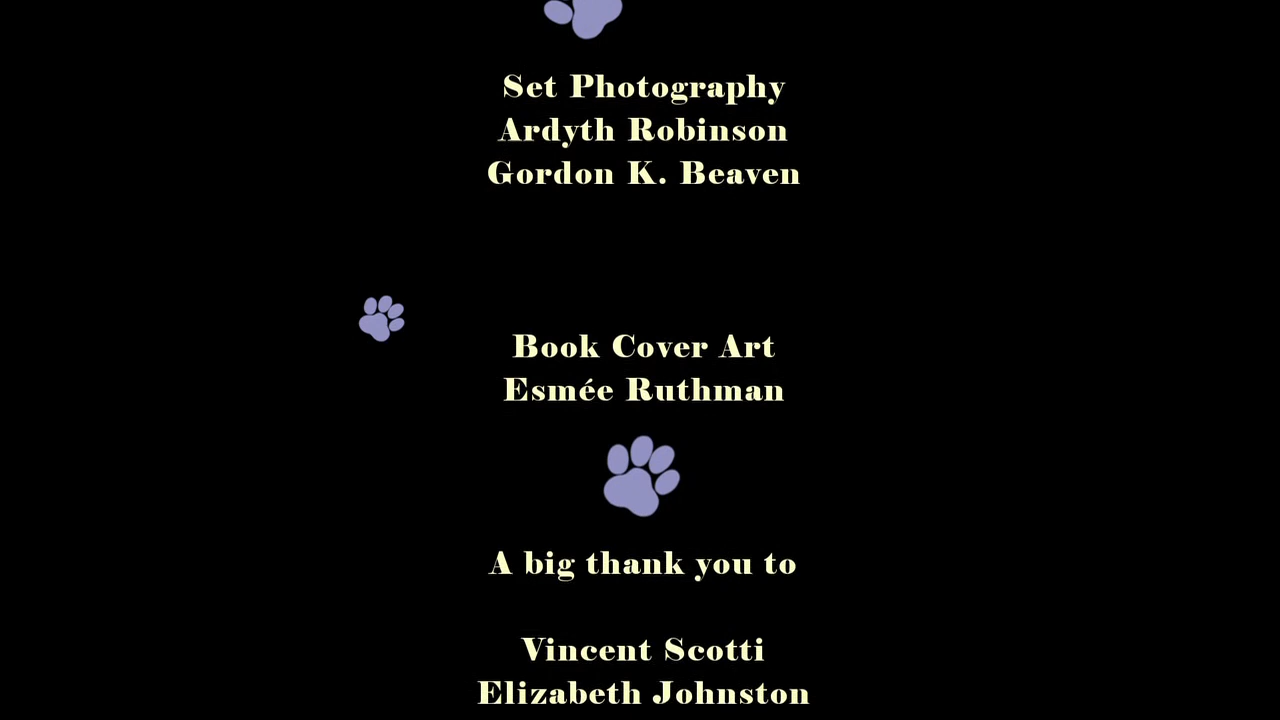 Set Photography
Ardyth Robinson
Gordon K. Beaven
Book Cover Art
Esmée Ruthman
A big thank you to
Vincent Scotti
Elizabeth Johnston